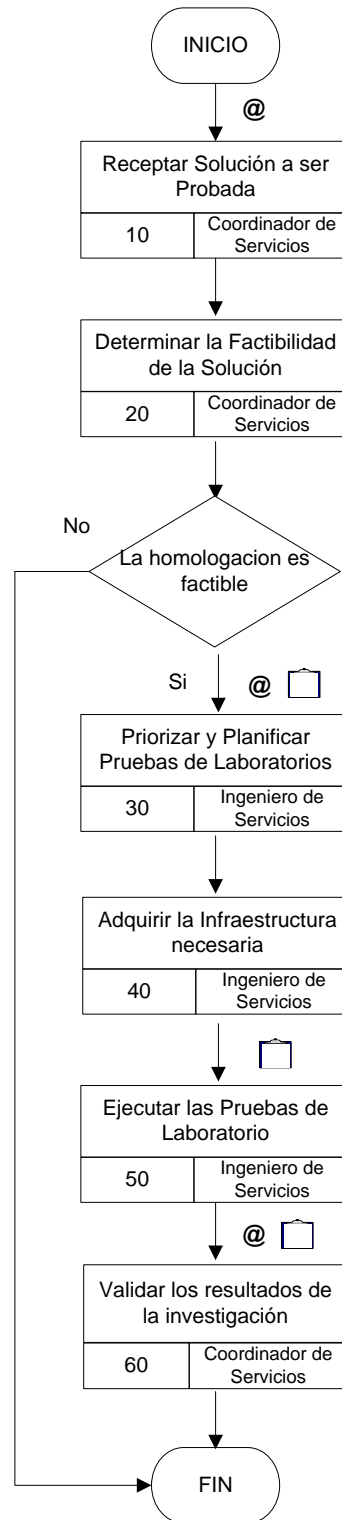 INICIO
@
Receptar Solución a ser
Probada
10
Coordinador de
Servicios
Determinar la Factibilidad
de la Solución
20
Coordinador de
Servicios
No
La homologacion es
factible
Si
@
Priorizar y Planificar
Pruebas de Laboratorios
30
Ingeniero de
Servicios
Adquirir la Infraestructura
necesaria
40
Ingeniero de
Servicios
Ejecutar las Pruebas de
Laboratorio
50
Ingeniero de
Servicios
@
Validar los resultados de
la investigación
60
Coordinador de
Servicios
FIN